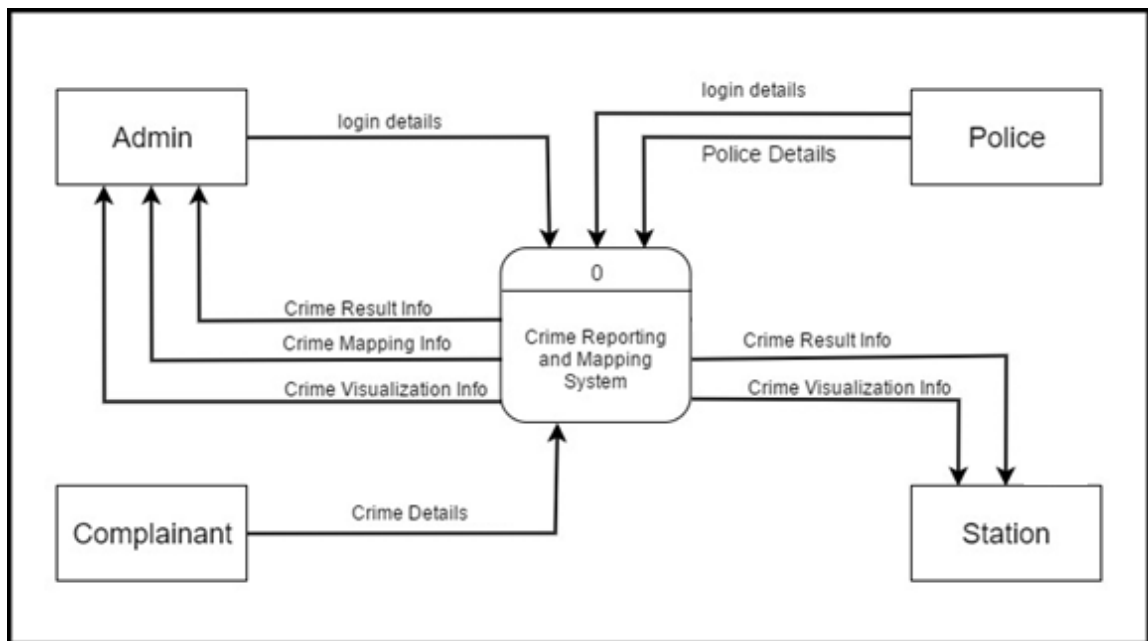 login details
login details
Admin
Police
Police Details
0
Crime Result Info
Crime Mapping Info
Crime Visualization Info
Crime Reporting
and Mapping
System
Crime Result Info
Crime Visualization Info
Complainant
Crime Details
Station